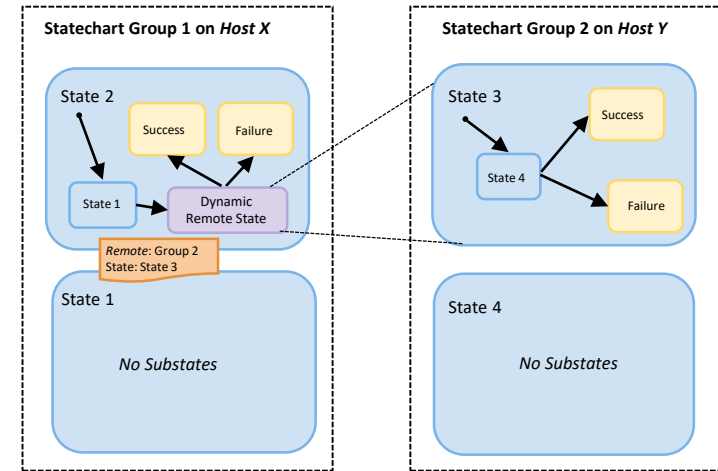 Statechart Group 1 on Host X
State 2
Success
Failure
State 1
Dynamic
Remote State
Remote: Group 2
State: State 3
State 1
No Substates
Statechart Group 2 on Host Y
State 3
Success
State 4
Failure
State 4
No Substates